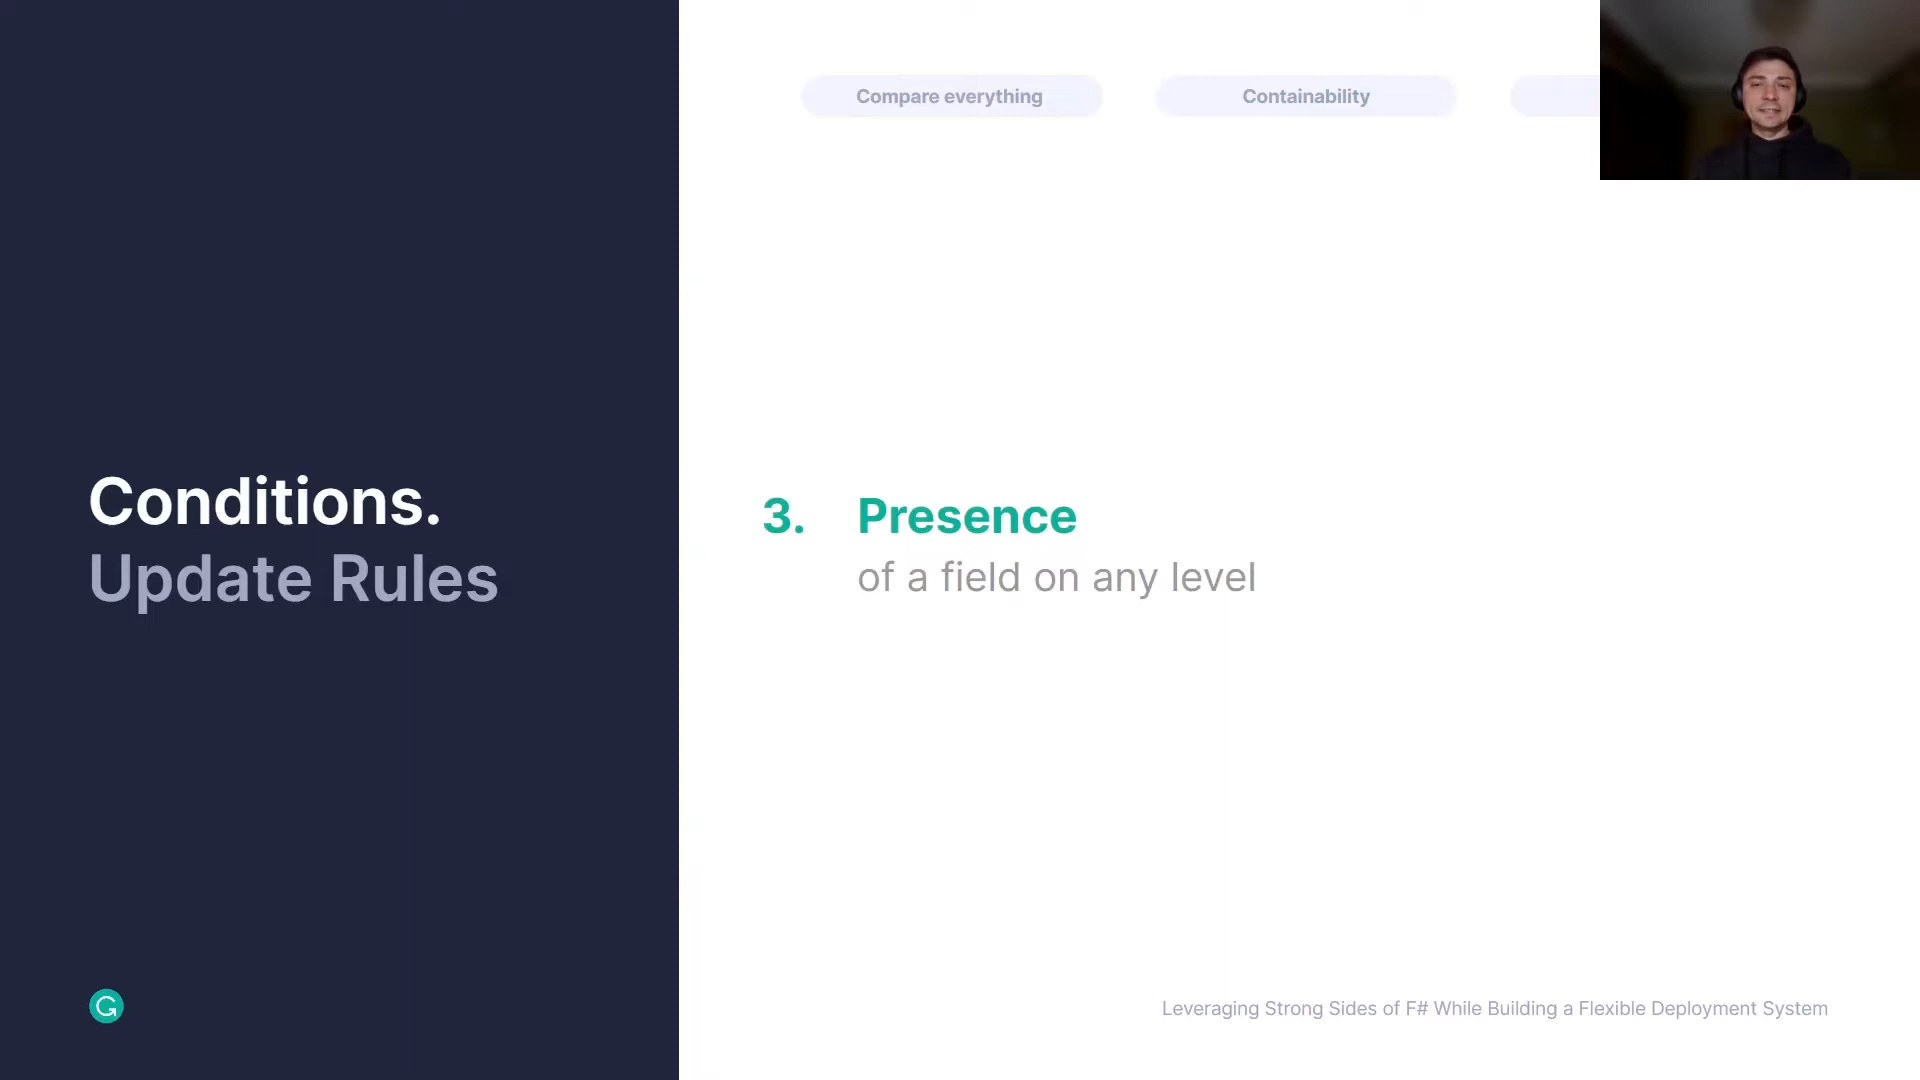 Compare everything
Containability
Conditions.
Update Rules
3. Presence
of a field on any level
G
Leveraging Strong Sides of F# While Building a Flexible Deployment System